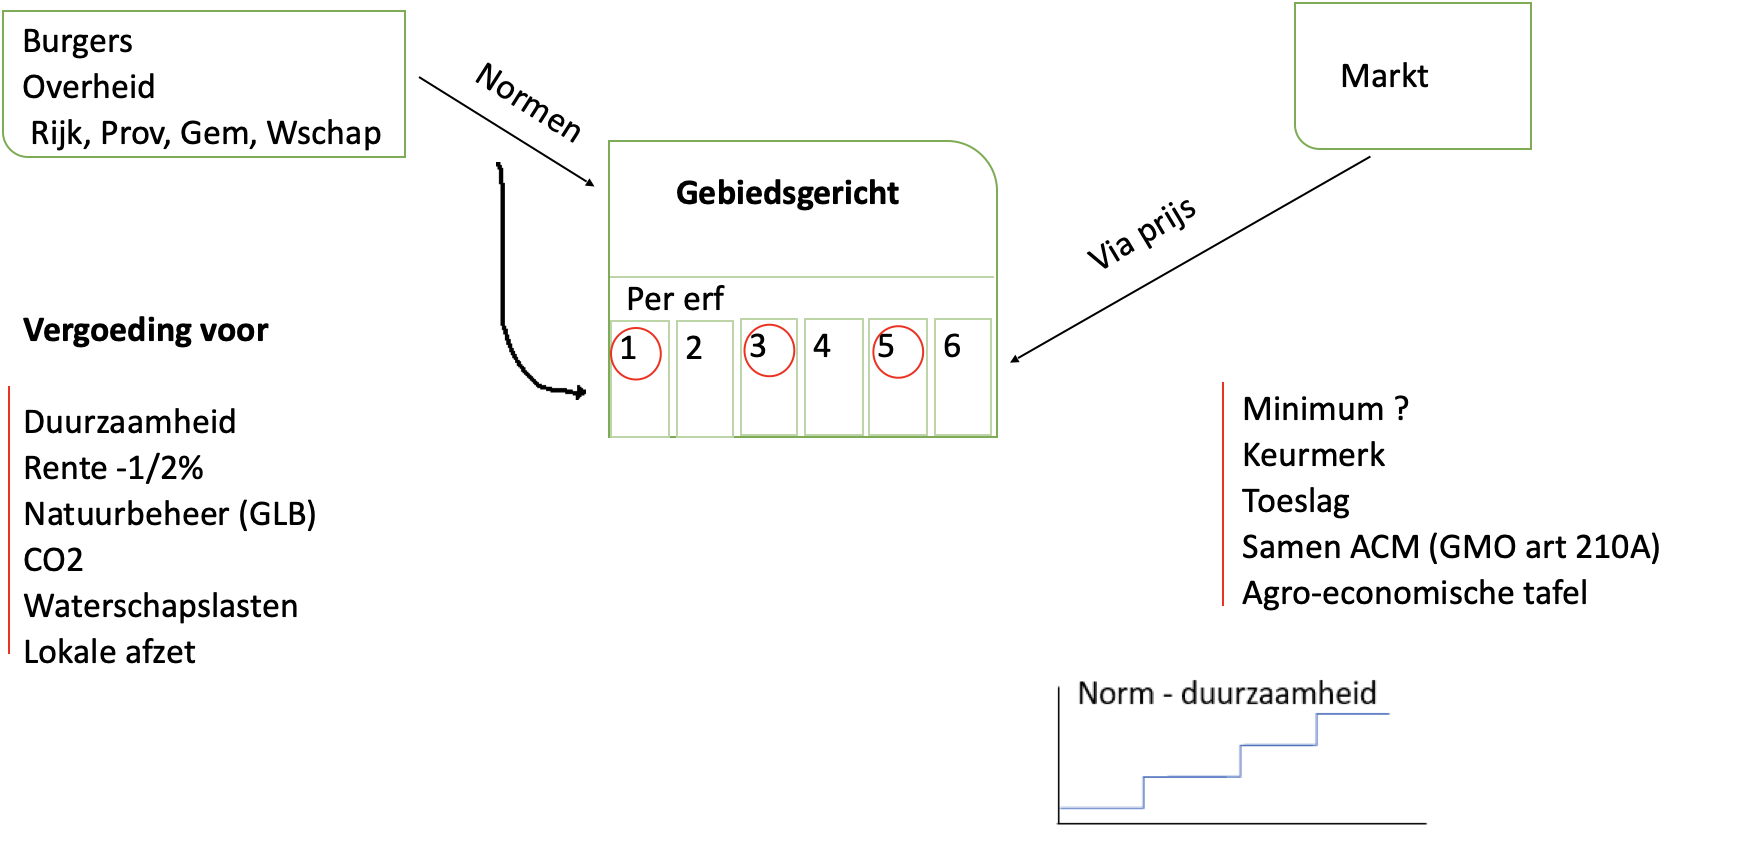 Burgers
Overheid
Rijk, Prov, Gem, Wschap
Normen
Markt
Gebiedsgericht
Via prijs
Per erf
1 2 3 4 5 6
Vergoeding voor
Duurzaamheid
Rente -1/2%
Natuurbeheer (GLB)
CO2
Waterschapslasten
Lokale afzet
Minimum ?
Keurmerk
Toeslag
Samen ACM (GMO art 210A)
Agro-economische tafel
Norm - duurzaamheid